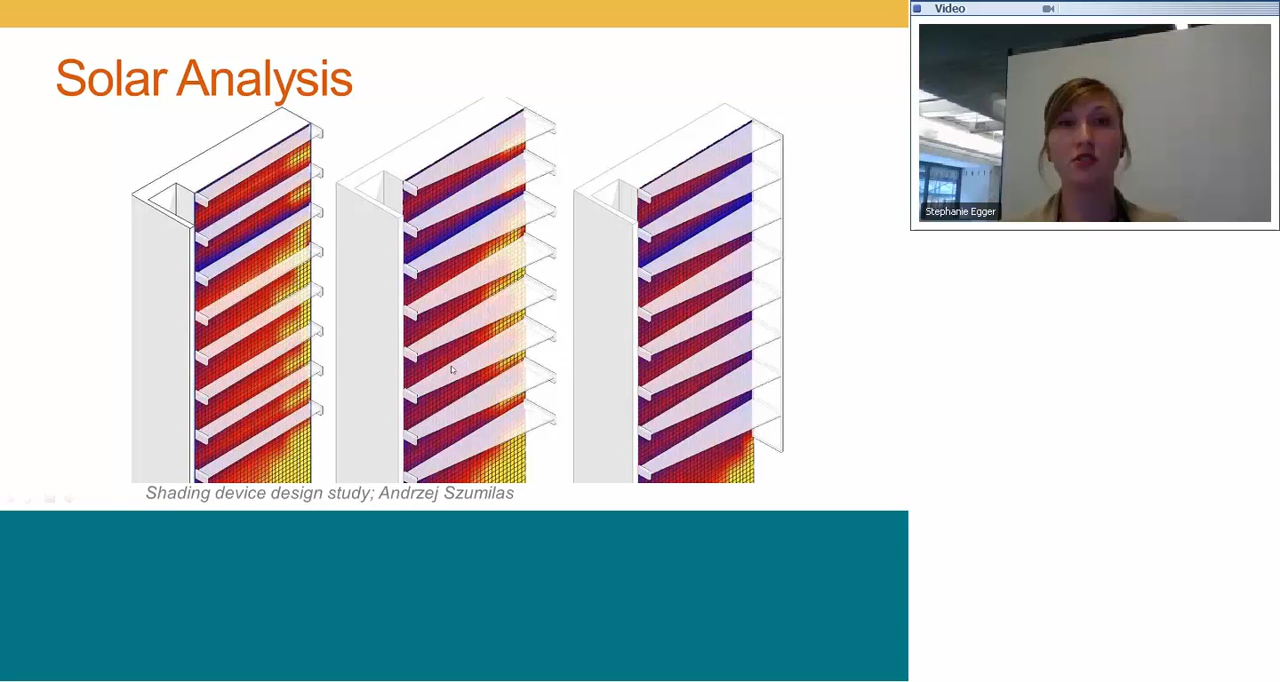 Solar Analysis
Shading device design study; Andrzej Szumilas
Video
Stephanie Egger